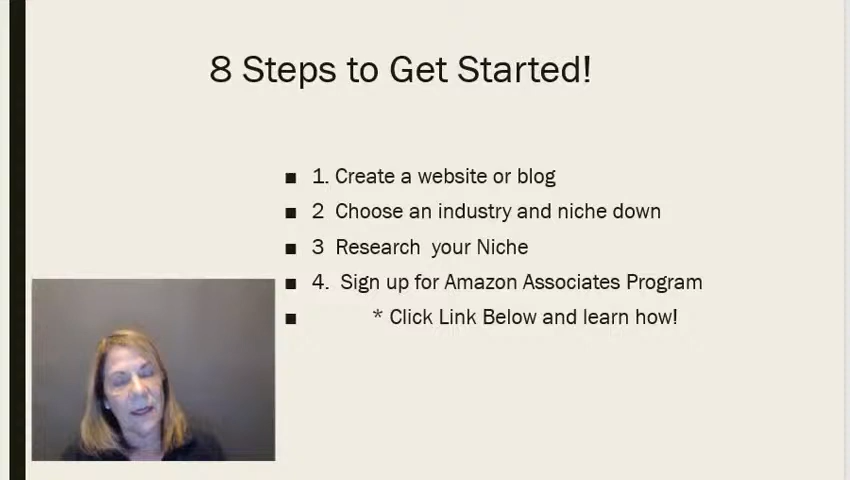 8 Steps to Get Started!
1. Create a website or blog
2 Choose an industry and niche down
3 Research your Niche
4. Sign up for Amazon Associates Program
* Click Link Below and learn how!